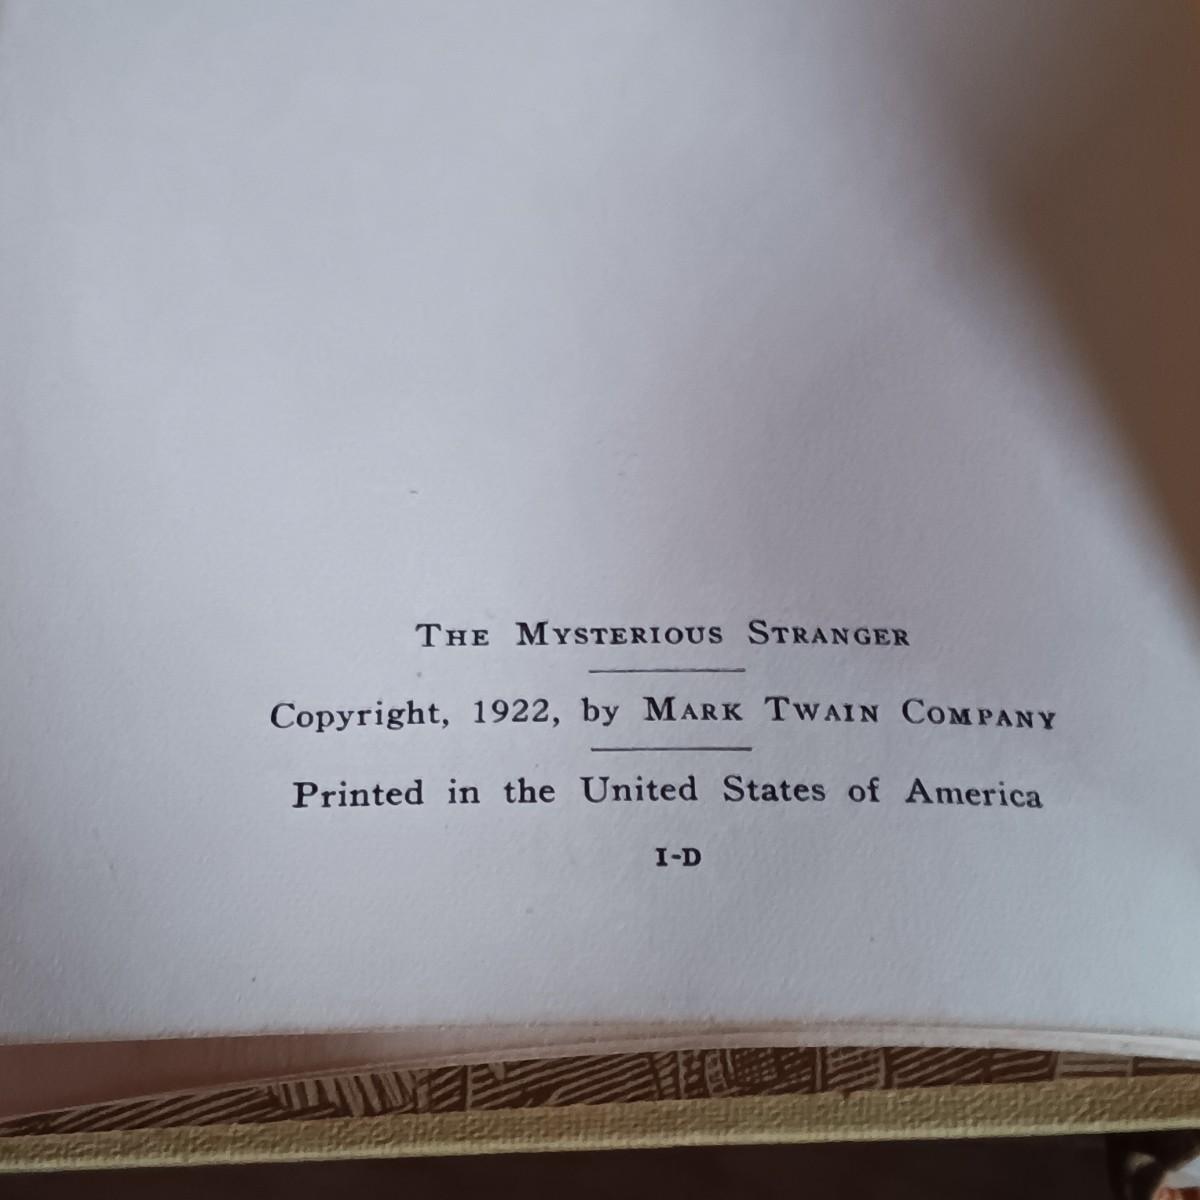 The Mysterious Stranger
Copyright, 1922, by Mark Twain Company
Printed in the United States of America
I-D